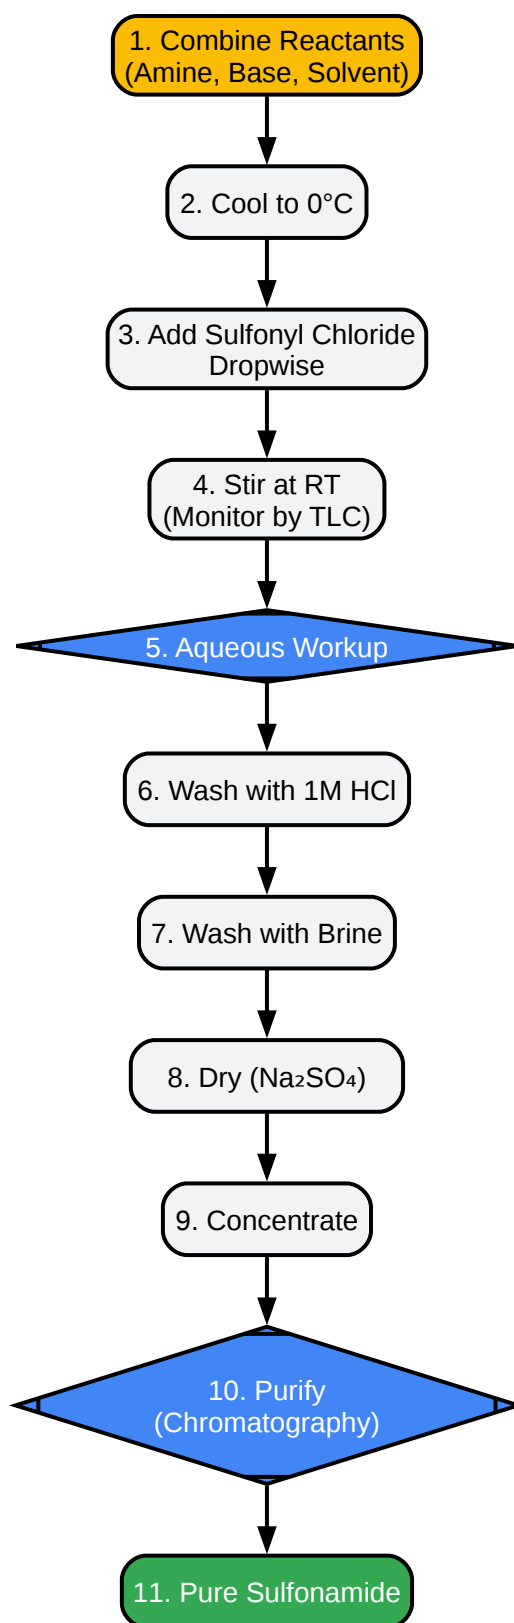 1. Combine Reactants
(Amine, Base, Solvent)
2. Cool to 0°C
3. Add Sulfonyl Chloride
Dropwise
4. Stir at RT
(Monitor by TLC)
5. Aqueous Workup
6. Wash with 1M HCl
7. Wash with Brine
8. Dry (Na₂SO₄)
9. Concentrate
10. Purify
(Chromatography)
11. Pure Sulfonamide